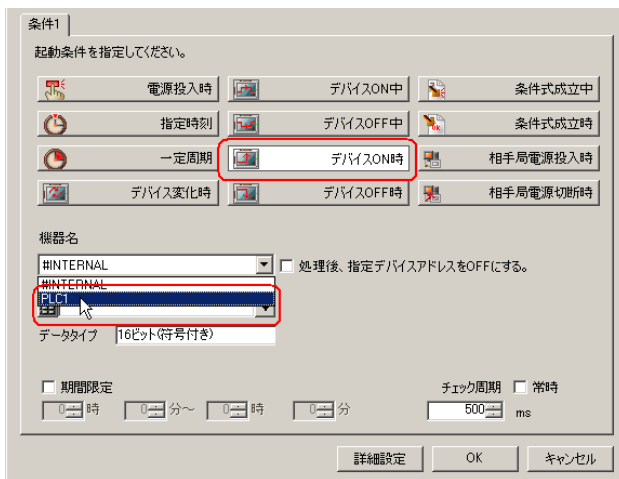 条件1
起動条件を指定してください。
電源投入時 デバイスON中 条件式成立中
指定時刻 デバイスOFF中 条件式成立時
一定周期 デバイスON時 相手局電源投入時
デバイス変化時 デバイスOFF時 相手局電源切断時
機器名
#INTERNAL 処理後、指定デバイスアドレスをOFFにする。
#INTERNAL
PLC1
データタイプ 16ビット(符号付き)
期間限定 チェック周期 常時
0時 0分～ 0時 0分 500 ms
詳細設定 OK キャンセル